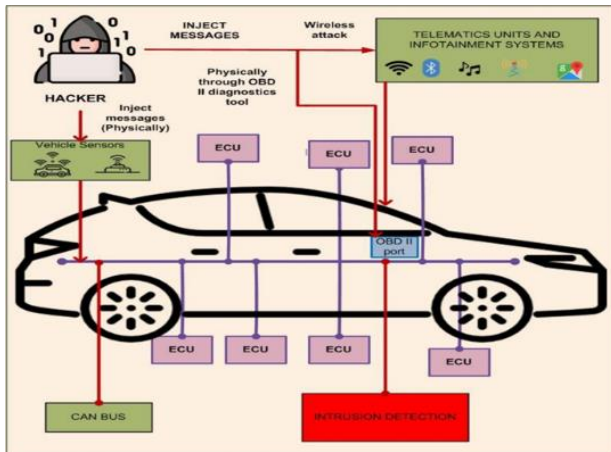 INJECT
MESSAGES
Wireless
attack
TELEMATICS UNITS AND
INFOTAINMENT SYSTEMS
HACKER
Physically
through OBD
II diagnostics
tool
Inject
messages
(Physically)
Vehicle Sensors
ECU
ECU
ECU
OBD II
port
ECU
ECU
ECU
ECU
CAN BUS
INTRUSION DETECTION